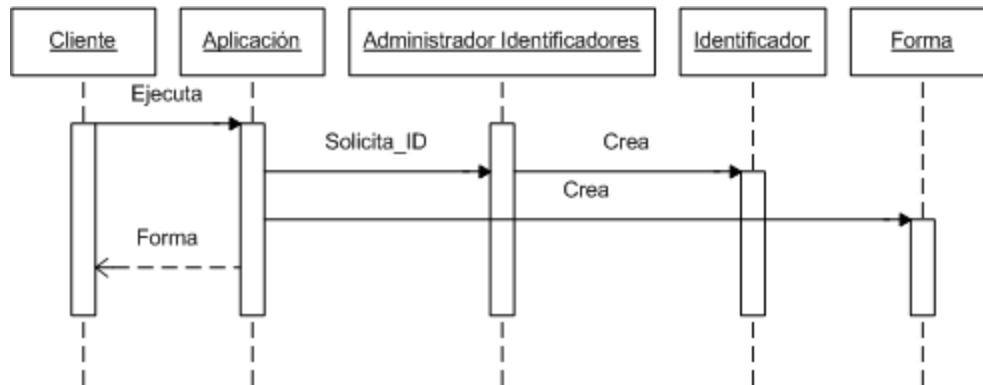 Cliente
Aplicación
Administrador Identificadores
Identificador
Forma
Ejecuta
Solicita_ID
Crea
Crea
Forma